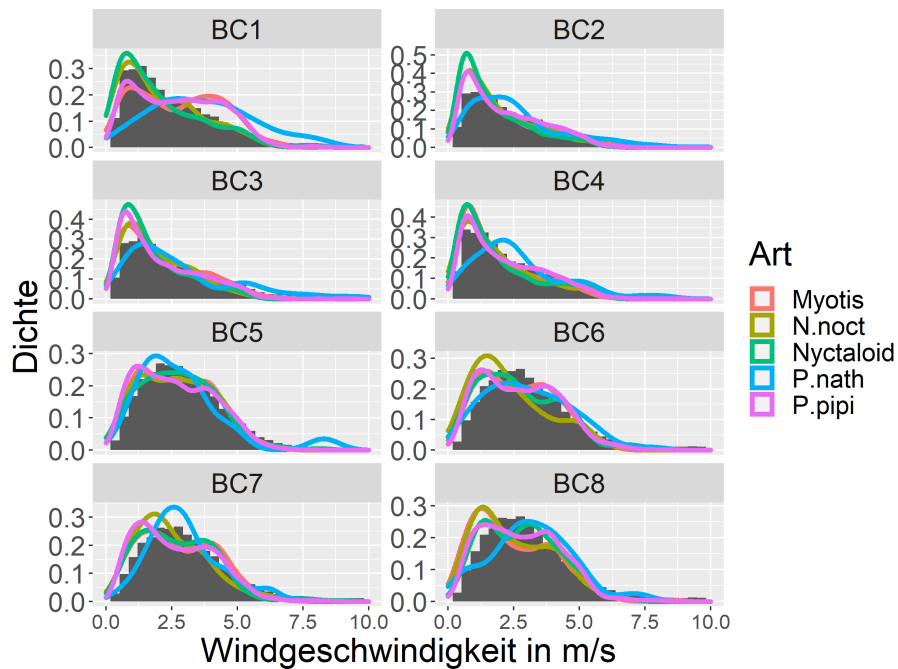 BC1 BC2
0.3 0.5
0.2 0.4
0.1 0.3
0.0 0.2
0.1
0.0
BC3 BC4
0.4 0.4
0.3 0.3
0.2 0.2
0.1 0.1
0.0 0.0
Art
Myotis
N.noct
Nyctaloid
P.nath
P.pipi
Dichte
BC5 BC6
0.3 0.3
0.2 0.2
0.1 0.1
0.0 0.0
BC7 BC8
0.3 0.3
0.2 0.2
0.1 0.1
0.0 0.0
0.0 2.5 5.0 7.5 10.0 0.0 2.5 5.0 7.5 10.0
Windgeschwindigkeit in m/s